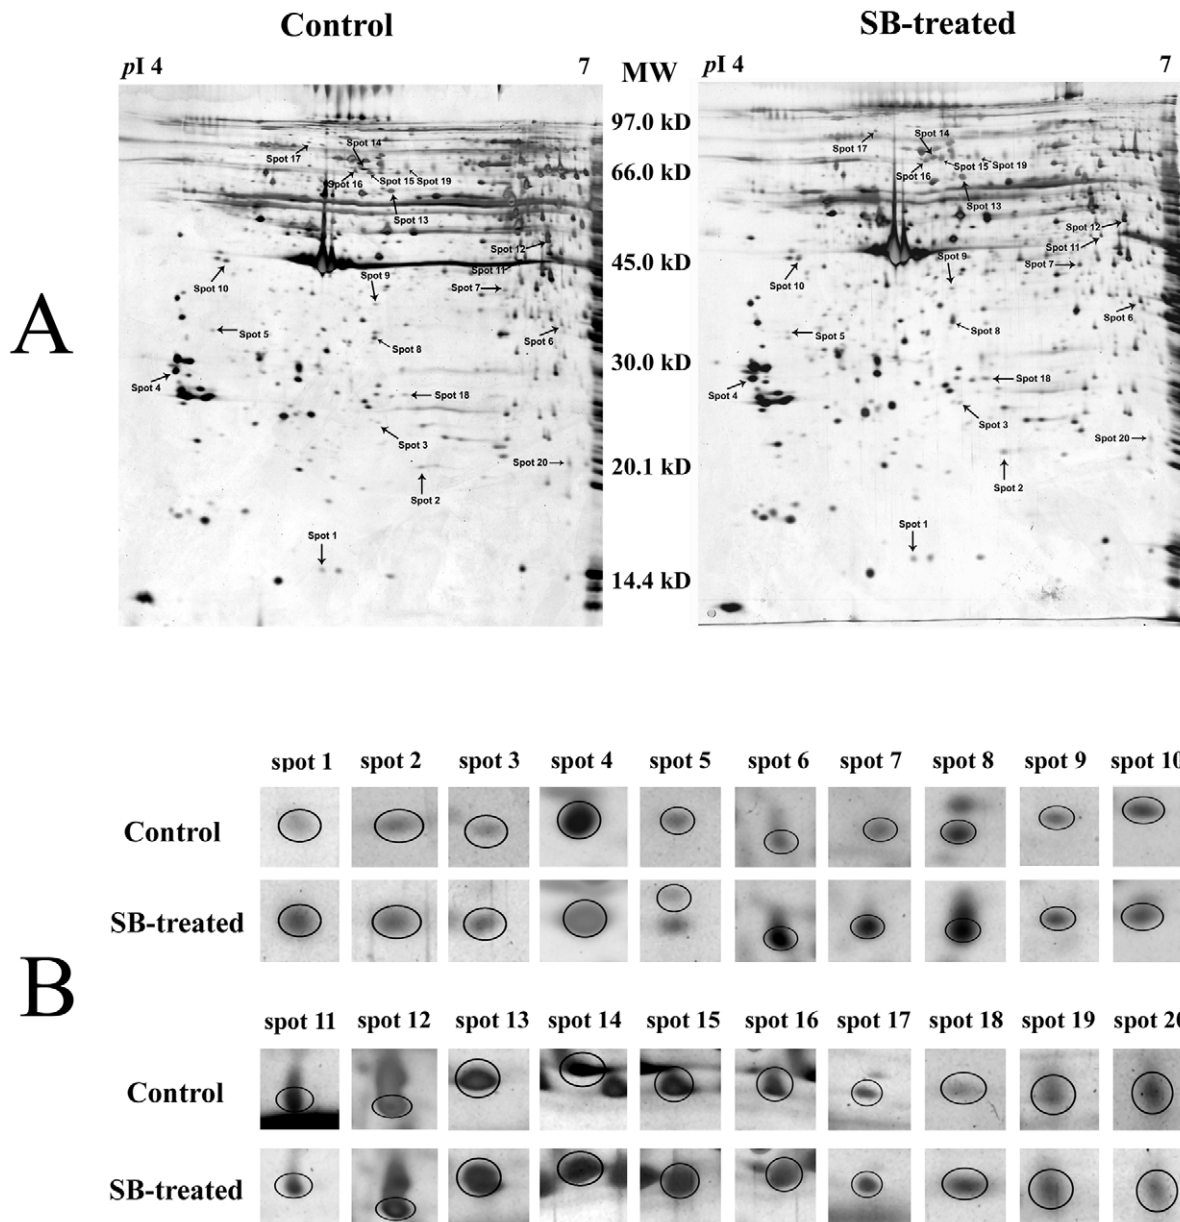 Control
SB-treated
pI 4
7
MW
pI 4
7
A
97.0 kD
66.0 kD
45.0 kD
30.0 kD
20.1 kD
14.4 kD
Spot 14
Spot 17
Spot 16
Spot 15
Spot 19
Spot 13
Spot 12
Spot 11
Spot 9
Spot 7
Spot 10
Spot 5
Spot 6
Spot 8
Spot 4
Spot 18
Spot 3
Spot 20
Spot 2
Spot 1
Spot 14
Spot 17
Spot 15
Spot 19
Spot 16
Spot 13
Spot 12
Spot 11
Spot 9
Spot 7
Spot 10
Spot 6
Spot 8
Spot 5
Spot 18
Spot 4
Spot 3
Spot 20
Spot 2
Spot 1
B
spot 1 spot 2 spot 3 spot 4 spot 5 spot 6 spot 7 spot 8 spot 9 spot 10
Control
SB-treated
spot 11 spot 12 spot 13 spot 14 spot 15 spot 16 spot 17 spot 18 spot 19 spot 20
Control
SB-treated